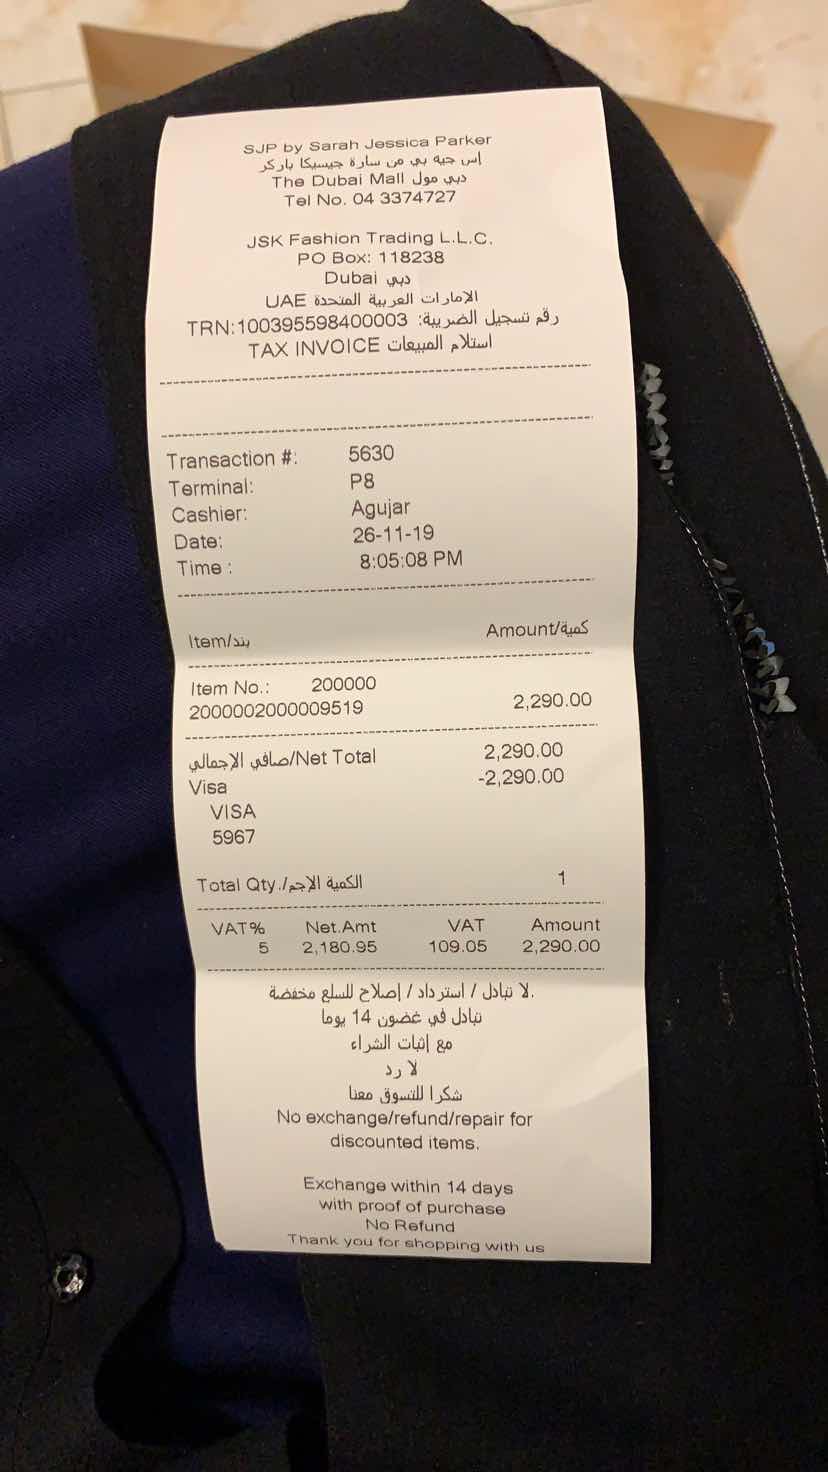 SJP by Sarah Jessica Parker
إس جيه بي من سارة جيسيكا باركر
The Dubai Mall دبي مول
Tel No. 04 3374727
JSK Fashion Trading L.L.C.
PO Box: 118238
Dubai دبي
UAE الامارات العربية المتحدة
TRN:100395598400003 رقم تسجيل الضريبة:
TAX INVOICE استلام المبيعات
Transaction #: 5630
Terminal: P8
Cashier: Agujar
Date: 26-11-19
Time : 8:05:08 PM
Item/بند Amount/كمية
Item No.: 200000
2000002000009519 2,290.00
صافي الإجمالي/Net Total 2,290.00
Visa -2,290.00
VISA
5967
Total Qty./الكمية الإجم 1
VAT% Net.Amt VAT Amount
5 2,180.95 109.05 2,290.00
لا تبادل / استرداد / إصلاح للسلع مخفضة.
تبادل في غضون 14 يوما
مع إثبات الشراء
لا رد
شكرا للتسوق معنا
No exchange/refund/repair for
discounted items.
Exchange within 14 days
with proof of purchase
No Refund
Thank you for shopping with us